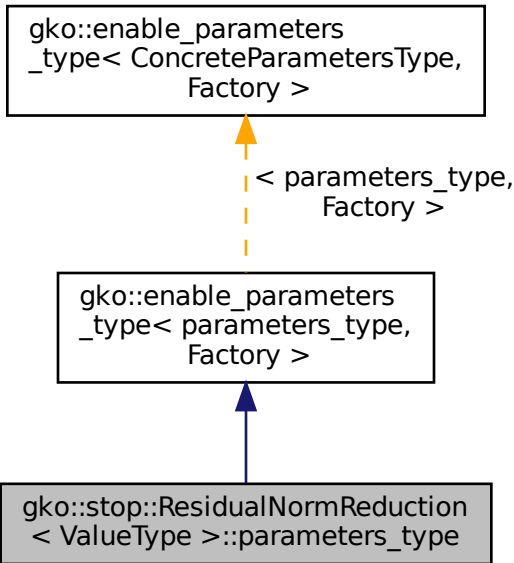 gko::enable_parameters
_type< ConcreteParametersType,
Factory >
< parameters_type,
Factory >
gko::enable_parameters
_type< parameters_type,
Factory >
gko::stop::ResidualNormReduction
< ValueType >::parameters_type